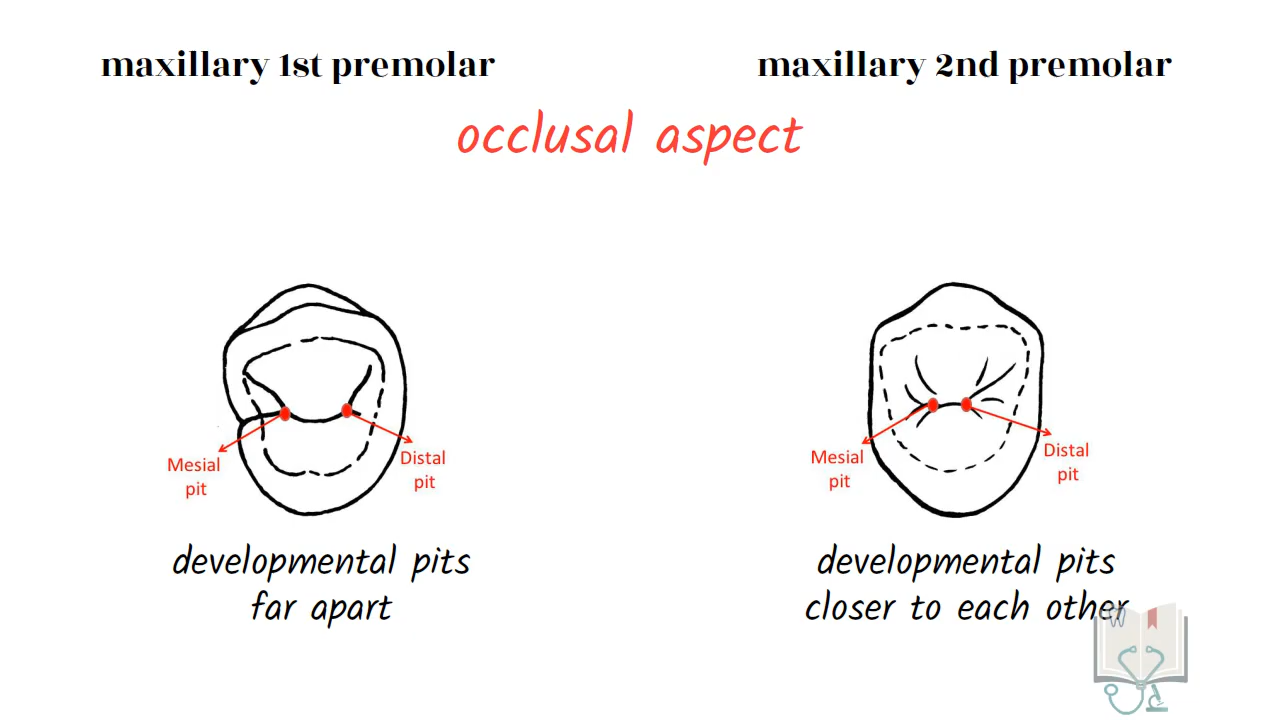 maxillary 1st premolar
maxillary 2nd premolar
occlusal aspect
Mesial
pit
Distal
pit
Mesial
pit
Distal
pit
developmental pits
far apart
developmental pits
closer to each other